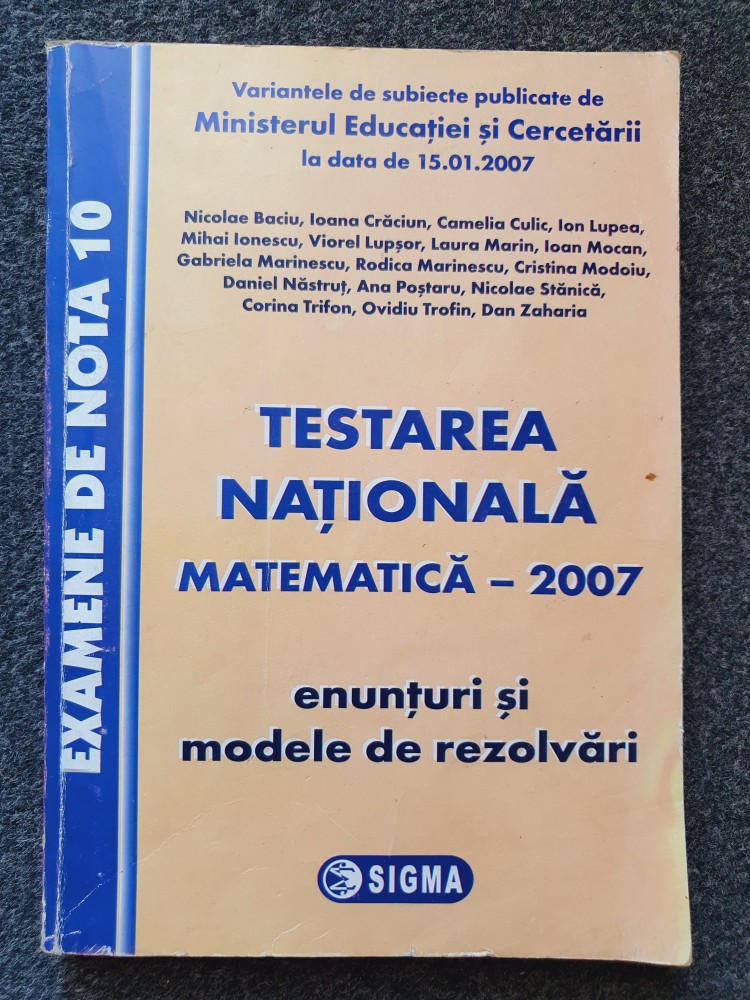 Variantele de subiecte publicate de
Ministerul Educației și Cercetării
la data de 15.01.2007
Nicolae Baciu, Ioana Crăciun, Camelia Culic, Ion Lupea,
Mihai Ionescu, Viorel Lupșor, Laura Marin, Ioan Mocan,
Gabriela Marinescu, Rodica Marinescu, Cristina Modoiu,
Daniel Năstruț, Ana Poștaru, Nicolae Stănică,
Corina Trifon, Ovidiu Trofin, Dan Zaharia
EXAMENE DE NOTA 10
TESTAREA
NAȚIONALĂ
MATEMATICĂ – 2007
enunțuri și
modele de rezolvări
SIGMA